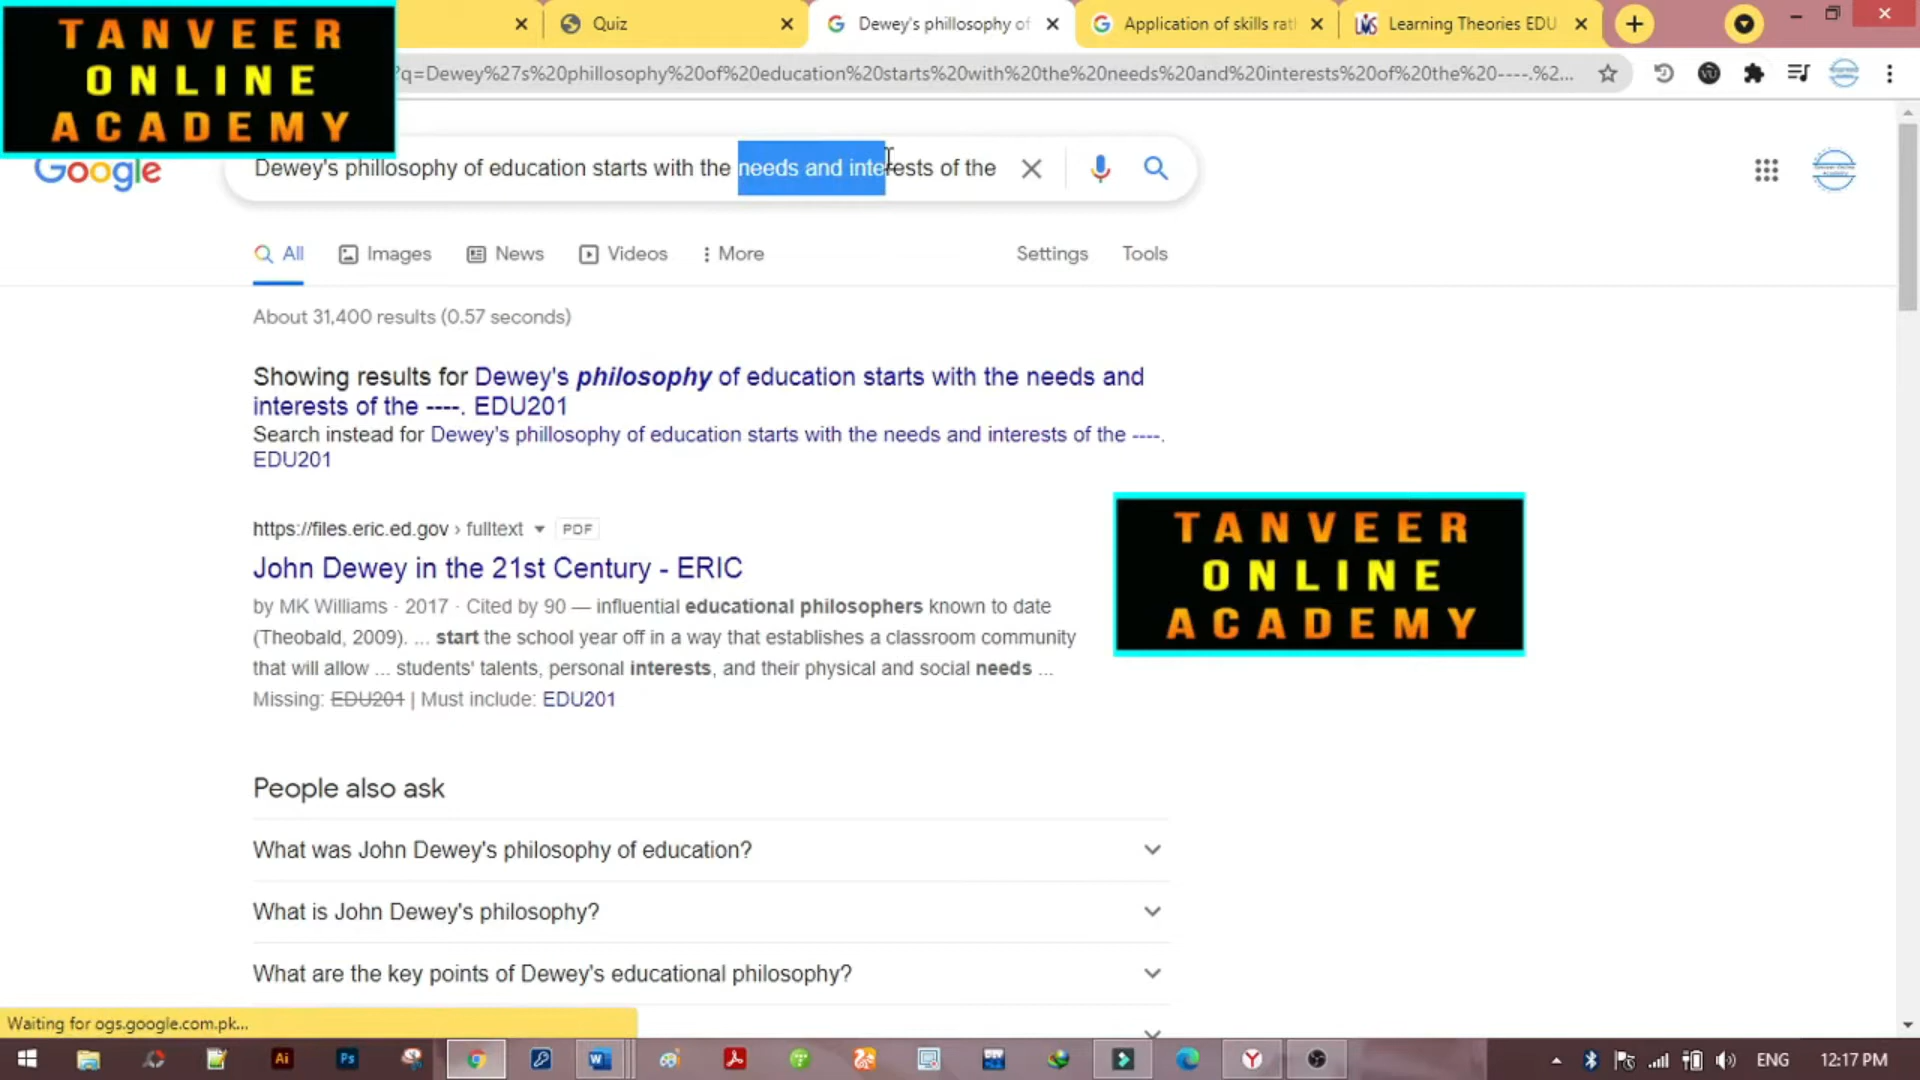 TANVEER
ONLINE
ACADEMY
Quiz
Dewey's phillosophy of
Application of skills rat
Learning Theories EDU
?q=Dewey%27s%20phillosophy%20of%20education%20starts%20with%20the%20needs%20and%20interests%20of%20the%20----.%2...
Google
Dewey's phillosophy of education starts with the needs and interests of the
All
Images
News
Videos
More
Settings
Tools
About 31,400 results (0.57 seconds)
Showing results for Dewey's philosophy of education starts with the needs and
interests of the ----. EDU201
Search instead for Dewey's phillosophy of education starts with the needs and interests of the ----.
EDU201
https://files.eric.ed.gov › fulltext
PDF
John Dewey in the 21st Century - ERIC
by MK Williams · 2017 · Cited by 90 — influential educational philosophers known to date
(Theobald, 2009). ... start the school year off in a way that establishes a classroom community
that will allow ... students' talents, personal interests, and their physical and social needs ...
Missing: EDU201 | Must include: EDU201
TANVEER
ONLINE
ACADEMY
People also ask
What was John Dewey's philosophy of education?
What is John Dewey's philosophy?
What are the key points of Dewey's educational philosophy?
Waiting for ogs.google.com.pk...
Ai
Ps
ENG
12:17 PM